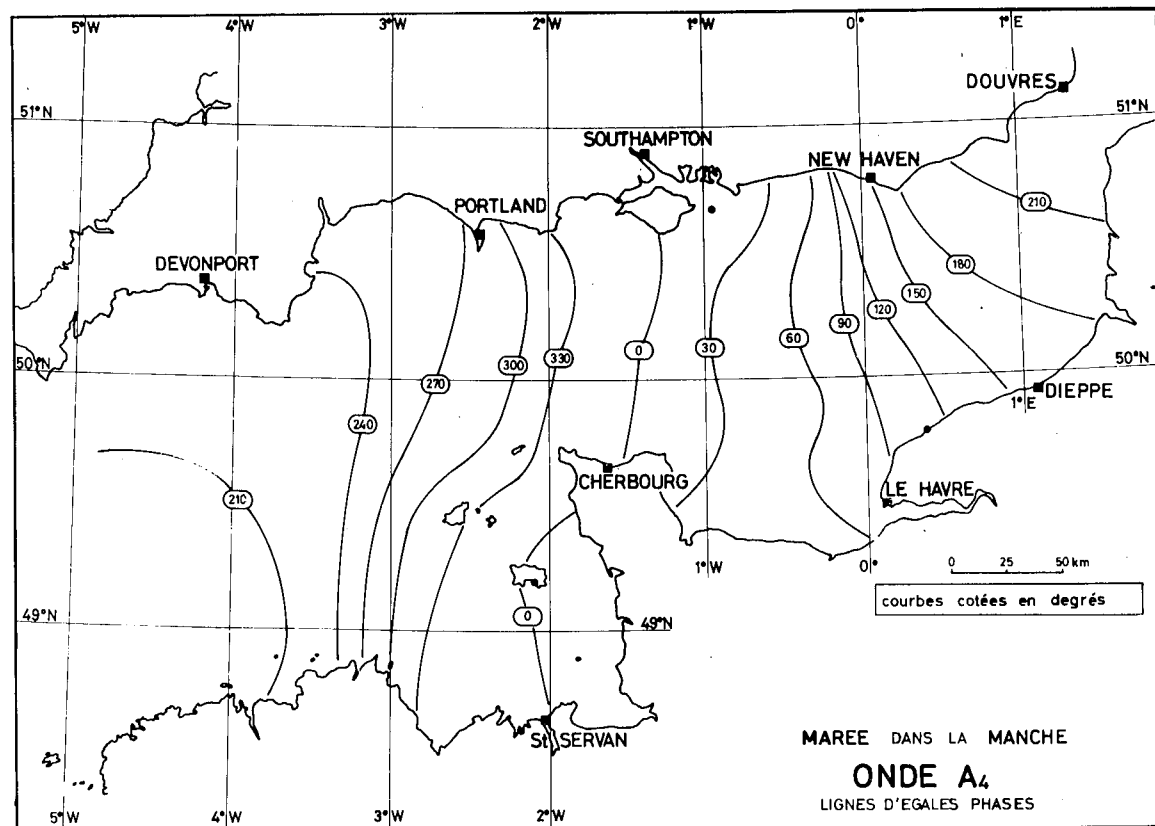 5°W 4°W 3°W 2°W 1°W 0° 1°E
DOUVRES
51°N 51°N
SOUTHAMPTON
NEW HAVEN
PORTLAND
210
DEVONPORT
180
150
120
90
60
30
0
330
300
270
50°N 50°N
DIEPPE
1°E
240
CHERBOURG
LE HAVRE
210
1°W 0°
0 25 50 km
courbes cotées en degrés
0
49°N 49°N
St SERVAN
MAREE DANS LA MANCHE
ONDE A4
LIGNES D'EGALES PHASES
5°W 4°W 3°W 2°W